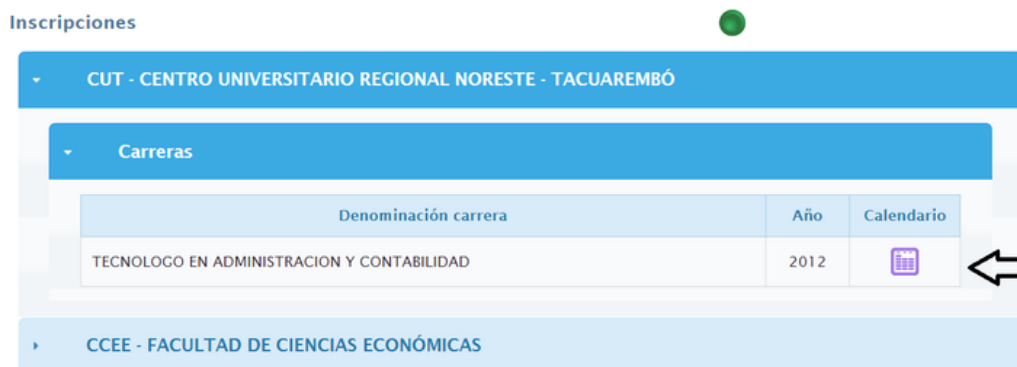 Inscripciones
CUT - CENTRO UNIVERSITARIO REGIONAL NORESTE - TACUAREMBÓ
Carreras
Denominación carrera Año Calendario
TECNOLOGO EN ADMINISTRACION Y CONTABILIDAD 2012
CCEE - FACULTAD DE CIENCIAS ECONÓMICAS